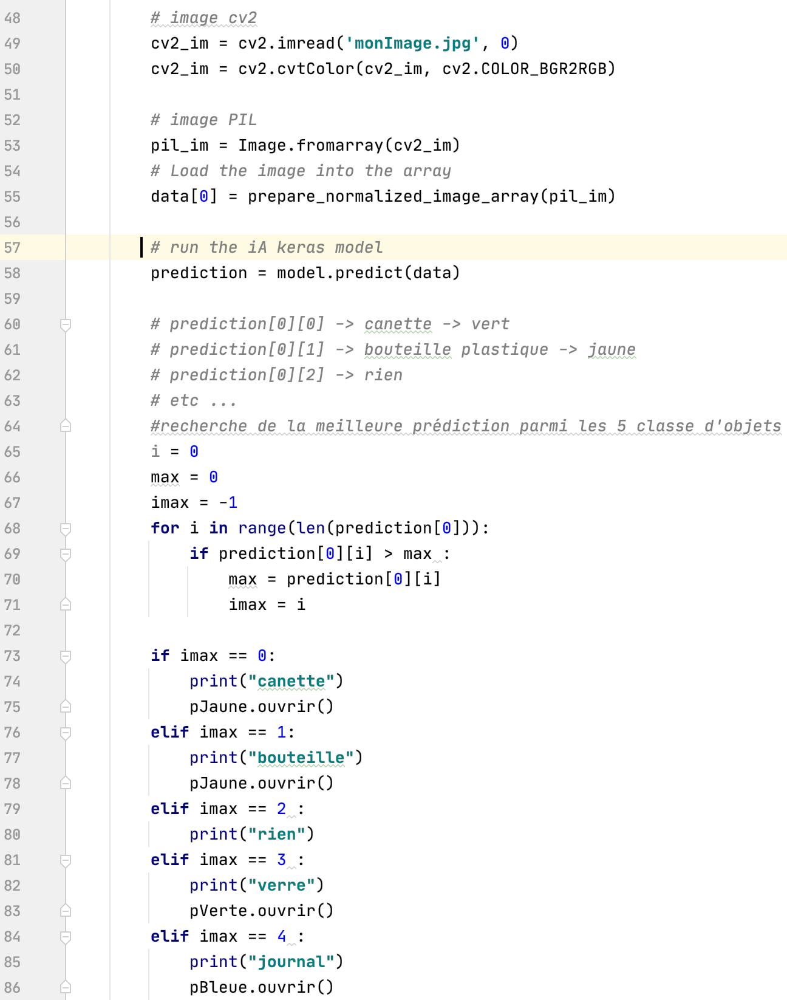 48 # image cv2
49 cv2_im = cv2.imread('monImage.jpg', 0)
50 cv2_im = cv2.cvtColor(cv2_im, cv2.COLOR_BGR2RGB)
51
52 # image PIL
53 pil_im = Image.fromarray(cv2_im)
54 # Load the image into the array
55 data[0] = prepare_normalized_image_array(pil_im)
56
57 # run the iA keras model
58 prediction = model.predict(data)
59
60 # prediction[0][0] -> canette -> vert
61 # prediction[0][1] -> bouteille plastique -> jaune
62 # prediction[0][2] -> rien
63 # etc ...
64 #recherche de la meilleure prédiction parmi les 5 classe d'objets
65 i = 0
66 max = 0
67 imax = -1
68 for i in range(len(prediction[0])):
69 if prediction[0][i] > max :
70 max = prediction[0][i]
71 imax = i
72
73 if imax == 0:
74 print("canette")
75 pJaune.ouvrir()
76 elif imax == 1:
77 print("bouteille")
78 pJaune.ouvrir()
79 elif imax == 2 :
80 print("rien")
81 elif imax == 3 :
82 print("verre")
83 pVerte.ouvrir()
84 elif imax == 4 :
85 print("journal")
86 pBleue.ouvrir()